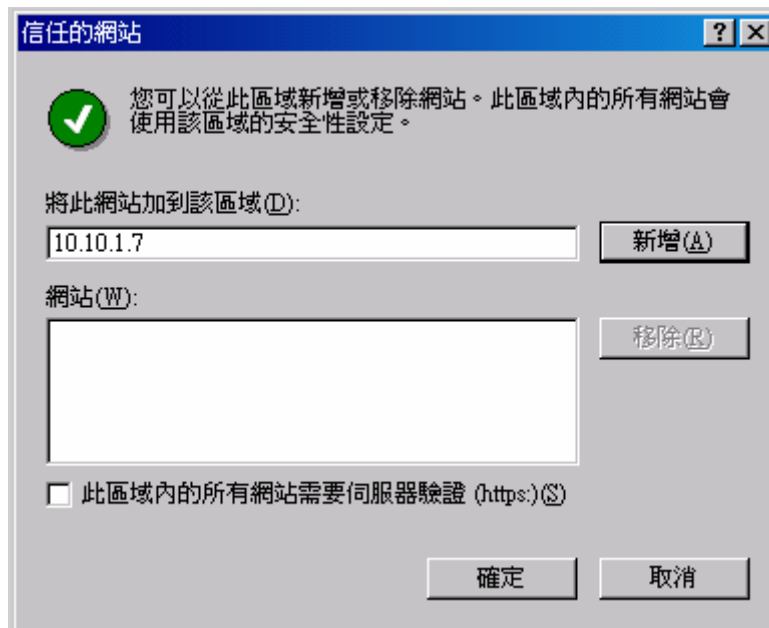 信任的網站
您可以從此區域新增或移除網站。此區域內的所有網站會
使用該區域的安全性設定。
將此網站加到該區域(D):
10.10.1.7
新增(A)
網站(W):
移除(R)
此區域內的所有網站需要伺服器驗證 (https:)(S)
確定
取消